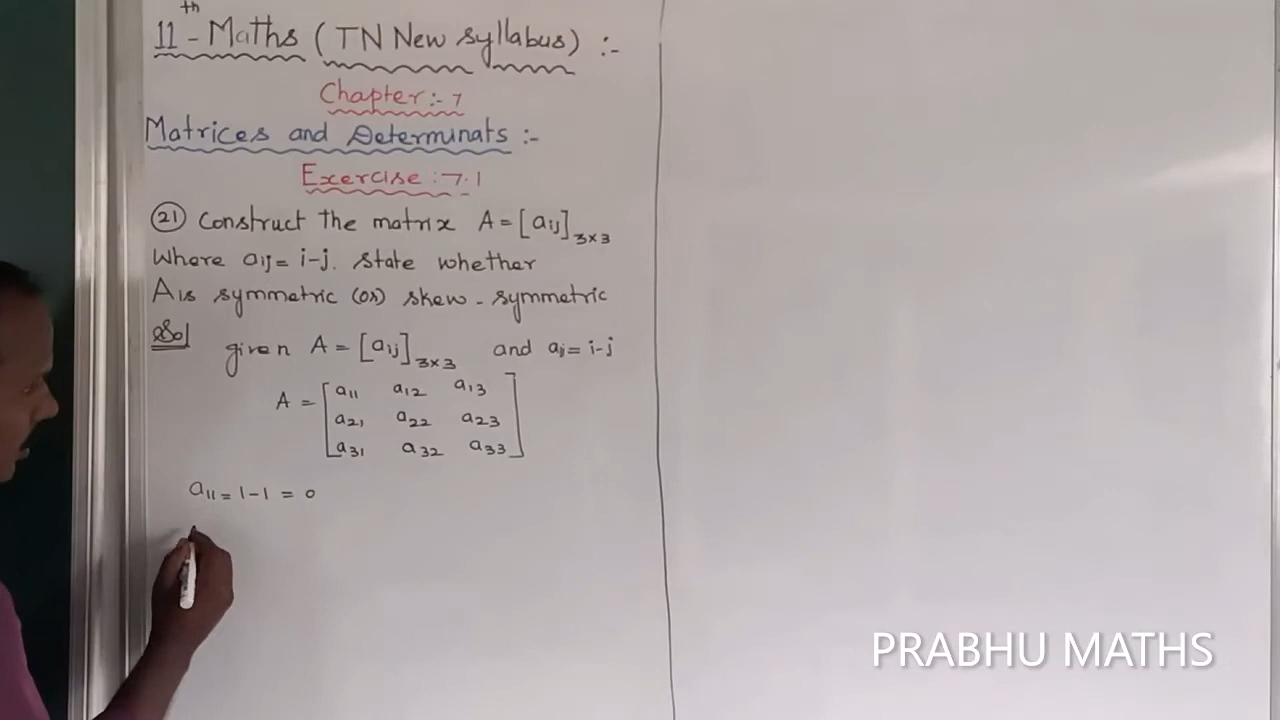 11th - Maths (TN New Syllabus) :-
Chapter :- 7
Matrices and Determinats :-
Exercise : 7.1
(21) Construct the matrix A = [aij]3×3
Where aij = i-j. State whether
A is symmetric (or) skew - symmetric
Sol
given A = [aij]3×3 and aj = i-j
A = [a11 a12 a13
a21 a22 a23
a31 a32 a33]
a11 = 1-1 = 0
PRABHU MATHS